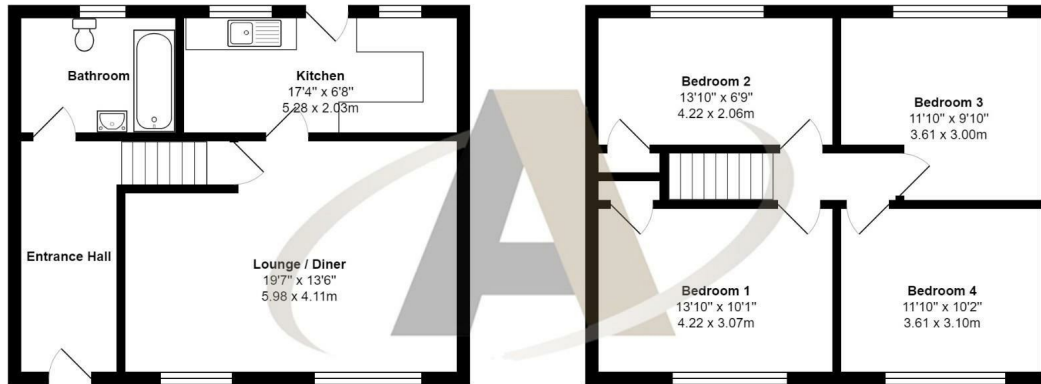 Bathroom
Kitchen
17'4" x 6'8"
5.28 x 2.03m
Entrance Hall
Lounge / Diner
19'7" x 13'6"
5.98 x 4.11m
Bedroom 2
13'10" x 6'9"
4.22 x 2.06m
Bedroom 3
11'10" x 9'10"
3.61 x 3.00m
Bedroom 1
13'10" x 10'1"
4.22 x 3.07m
Bedroom 4
11'10" x 10'2"
3.61 x 3.10m
A